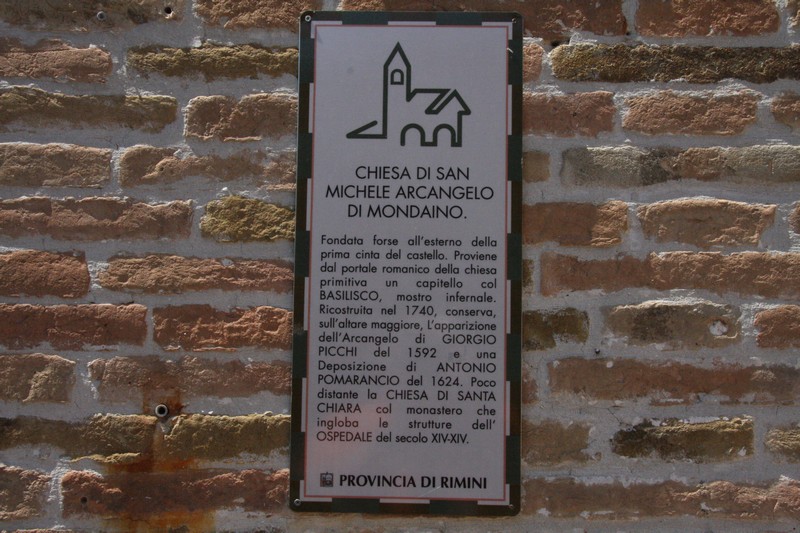 CHIESA DI SAN
MICHELE ARCANGELO
DI MONDAINO.
Fondata forse all'esterno della
prima cinta del castello. Proviene
dal portale romanico della chiesa
primitiva un capitello col
BASILISCO, mostro infernale.
Ricostruita nel 1740, conserva,
sull'altare maggiore, L'apparizione
dell'Arcangelo di GIORGIO
PICCHI del 1592 e una
Deposizione di ANTONIO
POMARANCIO del 1624. Poco
distante la CHIESA DI SANTA
CHIARA col monastero che
ingloba le strutture dell'
OSPEDALE del secolo XIV-XIV.
PROVINCIA DI RIMINI